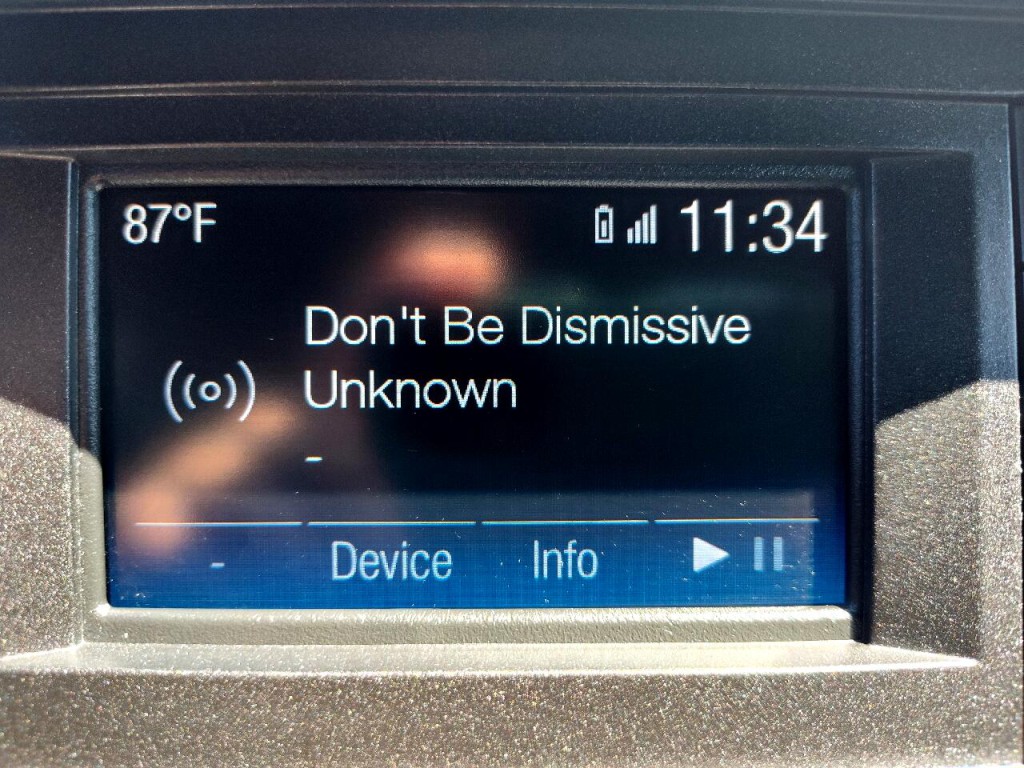 87°F 11:34
Don't Be Dismissive
Unknown
-
- Device Info